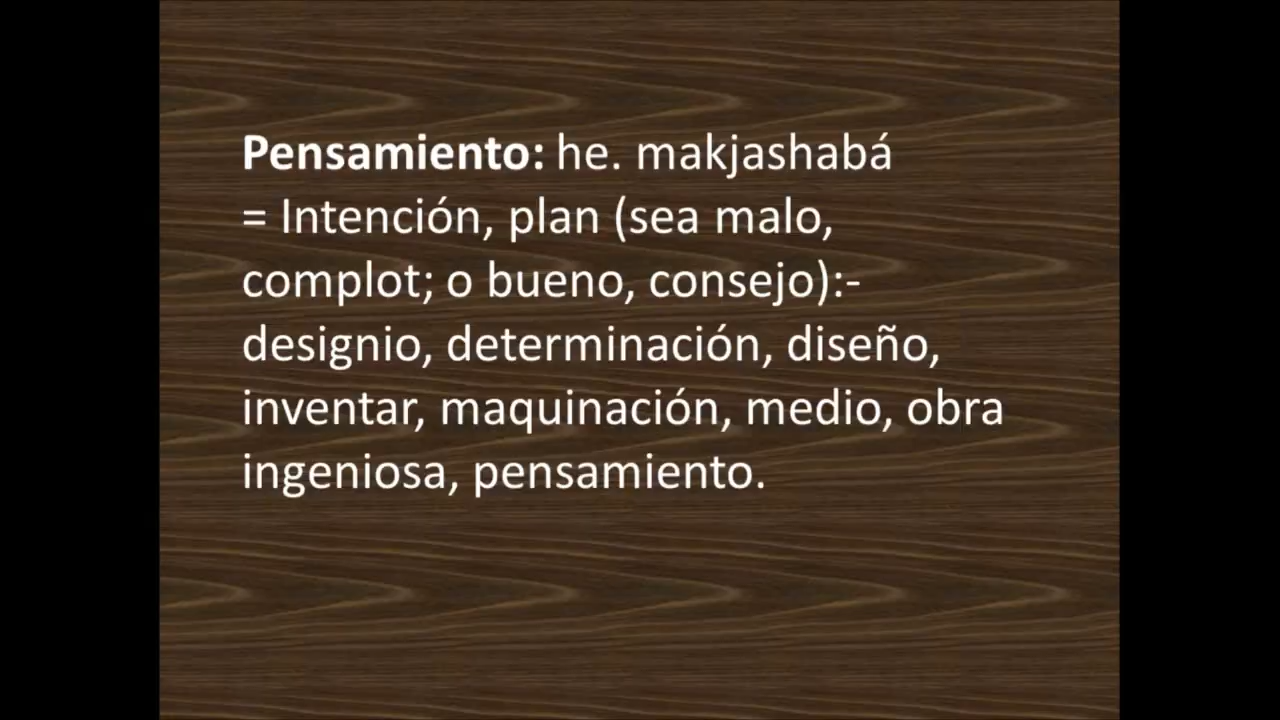 Pensamiento: he. makjashabá
= Intención, plan (sea malo,
complot; o bueno, consejo):-
designio, determinación, diseño,
inventar, maquinación, medio, obra
ingeniosa, pensamiento.